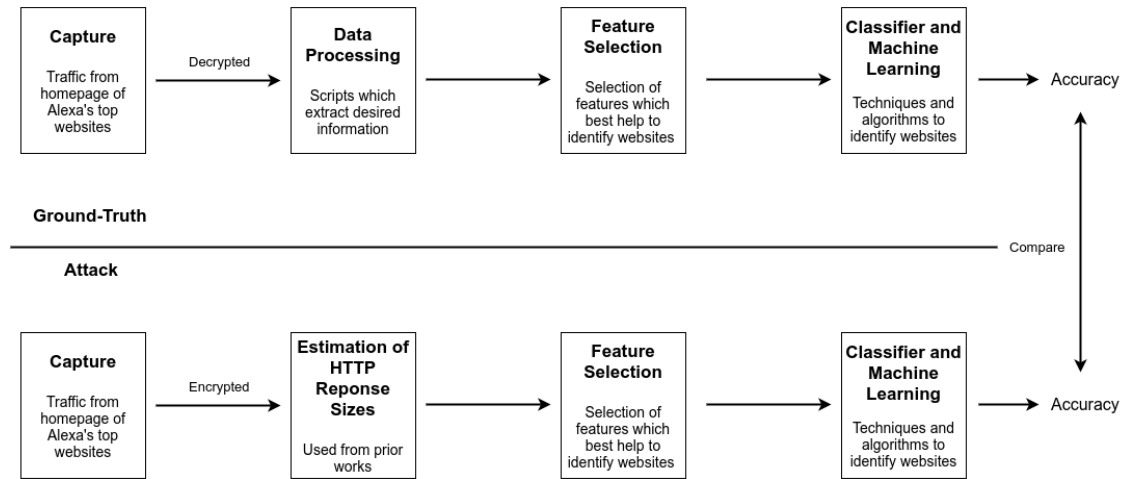 Capture
Traffic from
homepage of
Alexa's top
websites
Decrypted
Data
Processing
Scripts which
extract desired
information
Feature
Selection
Selection of
features which
best help to
identify websites
Classifier and
Machine
Learning
Techniques and
algorithms to
identify websites
Accuracy
Ground-Truth
Compare
Attack
Capture
Traffic from
homepage of
Alexa's top
websites
Encrypted
Estimation of
HTTP
Reponse
Sizes
Used from prior
works
Feature
Selection
Selection of
features which
best help to
identify websites
Classifier and
Machine
Learning
Techniques and
algorithms to
identify websites
Accuracy